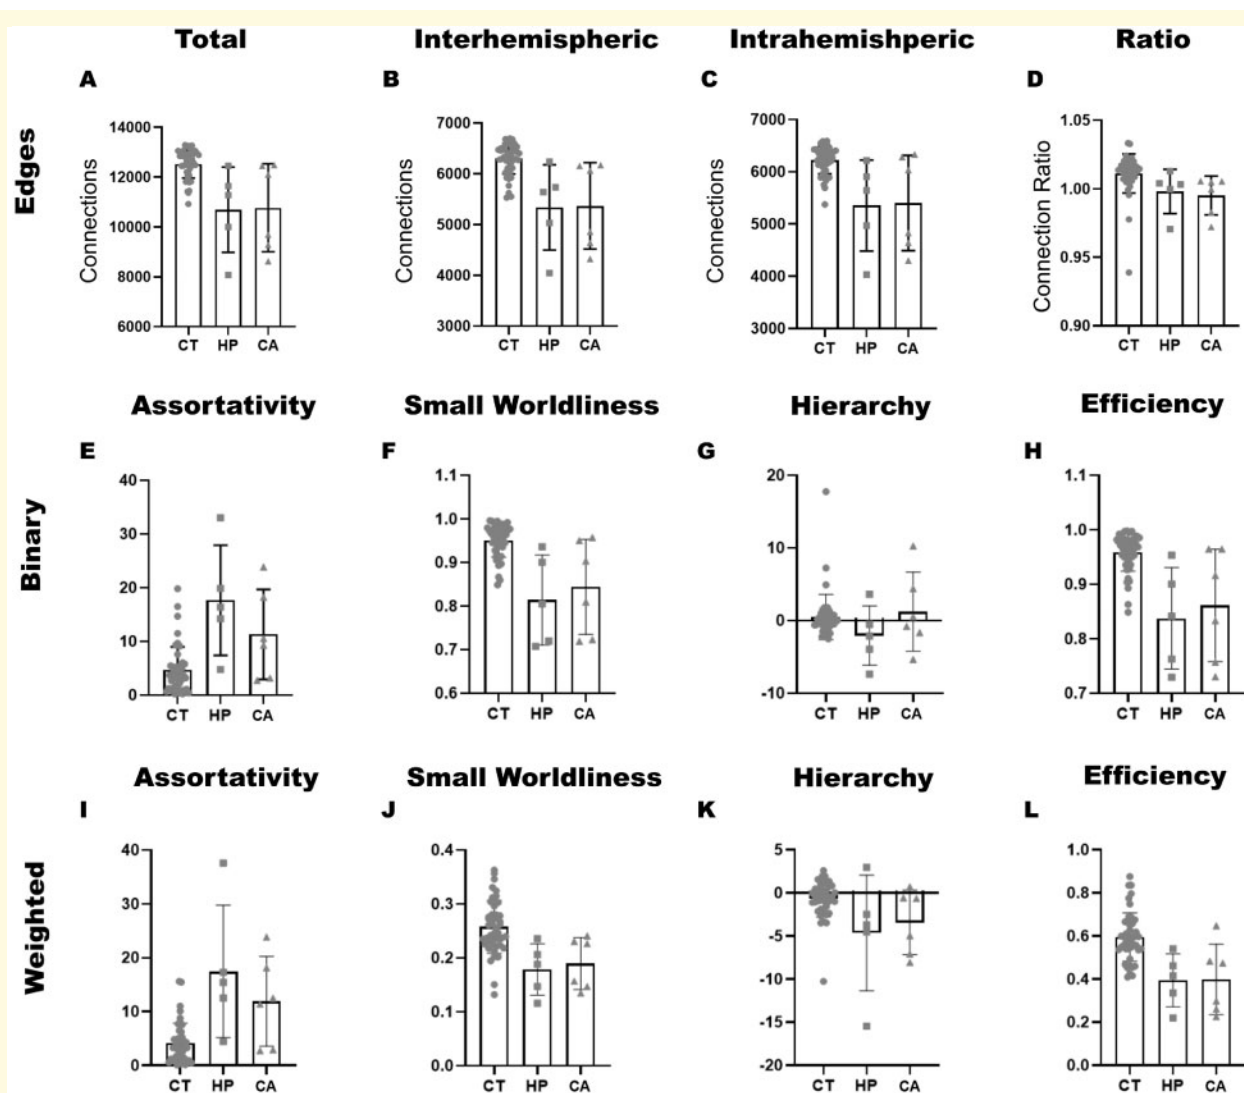 Total Interhemispheric Intrahemishperic Ratio
Edges
A B C D
Connections
14000
12000
10000
8000
6000
CT HP CA
Connections
7000
6000
5000
4000
3000
CT HP CA
Connections
7000
6000
5000
4000
3000
CT HP CA
Connection Ratio
1.05
1.00
0.95
0.90
CT HP CA
Assortativity Small Worldliness Hierarchy Efficiency
Binary
E F G H
40
30
20
10
0
CT HP CA
1.1
1.0
0.9
0.8
0.7
0.6
CT HP CA
20
10
0
-10
CT HP CA
1.1
1.0
0.9
0.8
0.7
CT HP CA
Assortativity Small Worldliness Hierarchy Efficiency
Weighted
I J K L
40
30
20
10
0
CT HP CA
0.4
0.3
0.2
0.1
0.0
CT HP CA
5
0
-5
-10
-15
-20
CT HP CA
1.0
0.8
0.6
0.4
0.2
0.0
CT HP CA